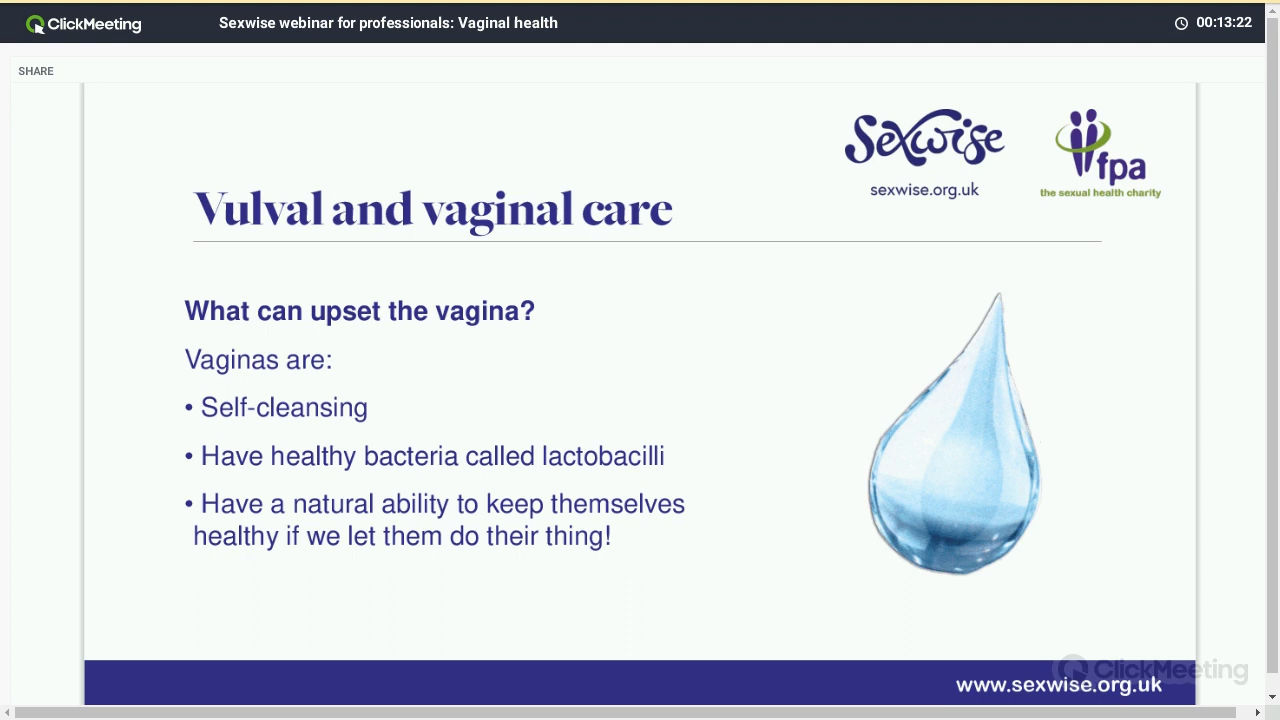 ClickMeeting
Sexwise webinar for professionals: Vaginal health
00:13:22
SHARE
Sexwise
sexwise.org.uk
fpa
the sexual health charity
Vulval and vaginal care
What can upset the vagina?
Vaginas are:
• Self-cleansing
• Have healthy bacteria called lactobacilli
• Have a natural ability to keep themselves
healthy if we let them do their thing!
ClickMeeting
www.sexwise.org.uk